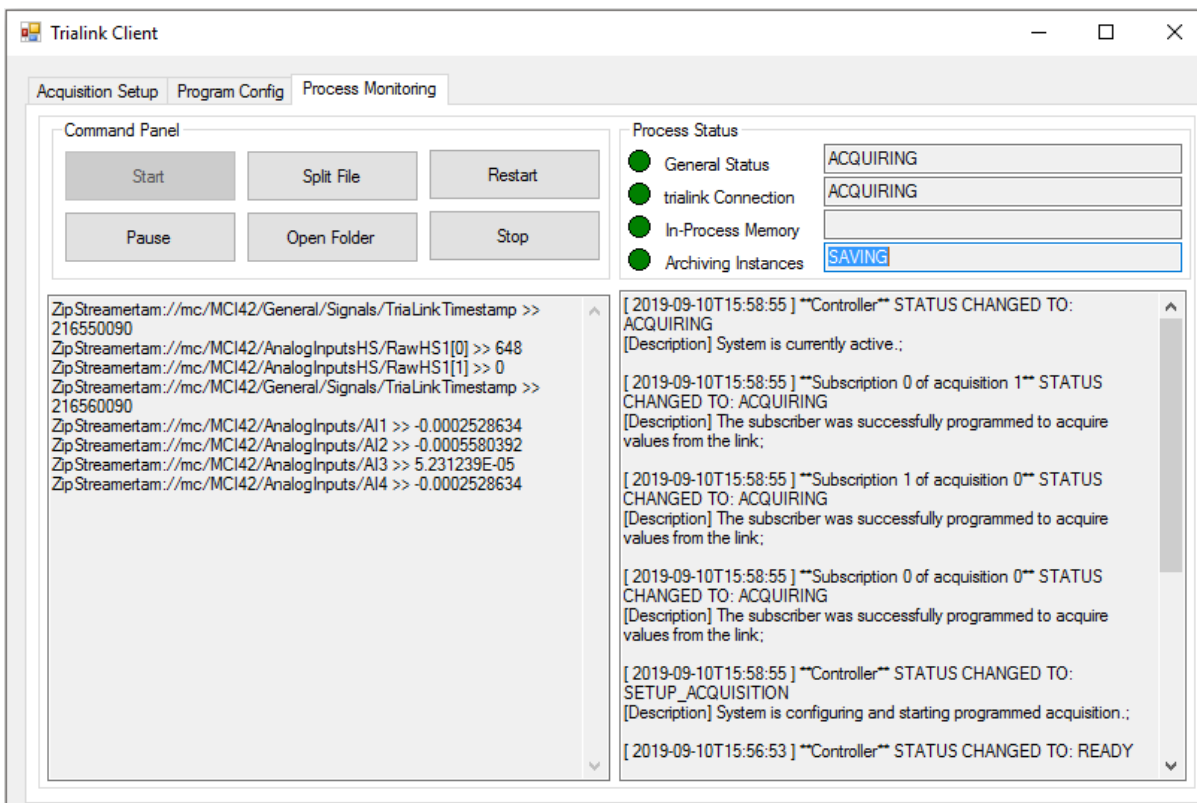 Trialink Client
Acquisition Setup Program Config Process Monitoring
Command Panel
Start Split File Restart
Pause Open Folder Stop
Process Status
General Status ACQUIRING
trialink Connection ACQUIRING
In-Process Memory
Archiving Instances SAVING
ZipStreamertam://mc/MCI42/General/Signals/TriaLinkTimestamp >>
216550090
ZipStreamertam://mc/MCI42/AnalogInputsHS/RawHS1[0] >> 648
ZipStreamertam://mc/MCI42/AnalogInputsHS/RawHS1[1] >> 0
ZipStreamertam://mc/MCI42/General/Signals/TriaLinkTimestamp >>
216560090
ZipStreamertam://mc/MCI42/AnalogInputs/AI1 >> -0.0002528634
ZipStreamertam://mc/MCI42/AnalogInputs/AI2 >> -0.0005580392
ZipStreamertam://mc/MCI42/AnalogInputs/AI3 >> 5.231239E-05
ZipStreamertam://mc/MCI42/AnalogInputs/AI4 >> -0.0002528634
[ 2019-09-10T15:58:55 ] **Controller** STATUS CHANGED TO:
ACQUIRING
[Description] System is currently active.;
[ 2019-09-10T15:58:55 ] **Subscription 0 of acquisition 1** STATUS
CHANGED TO: ACQUIRING
[Description] The subscriber was successfully programmed to acquire
values from the link;
[ 2019-09-10T15:58:55 ] **Subscription 1 of acquisition 0** STATUS
CHANGED TO: ACQUIRING
[Description] The subscriber was successfully programmed to acquire
values from the link;
[ 2019-09-10T15:58:55 ] **Subscription 0 of acquisition 0** STATUS
CHANGED TO: ACQUIRING
[Description] The subscriber was successfully programmed to acquire
values from the link;
[ 2019-09-10T15:58:55 ] **Controller** STATUS CHANGED TO:
SETUP_ACQUISITION
[Description] System is configuring and starting programmed acquisition.;
[ 2019-09-10T15:56:53 ] **Controller** STATUS CHANGED TO: READY